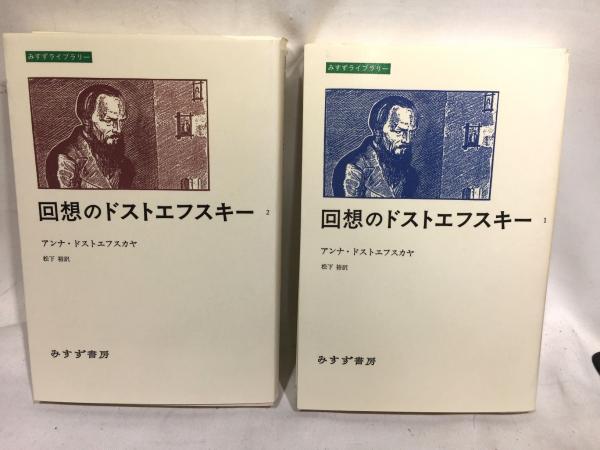 みすずライブラリー
回想のドストエフスキー 2
アンナ・ドストエフスカヤ
松下 裕訳
みすず書房
みすずライブラリー
回想のドストエフスキー 1
アンナ・ドストエフスカヤ
松下 裕訳
みすず書房